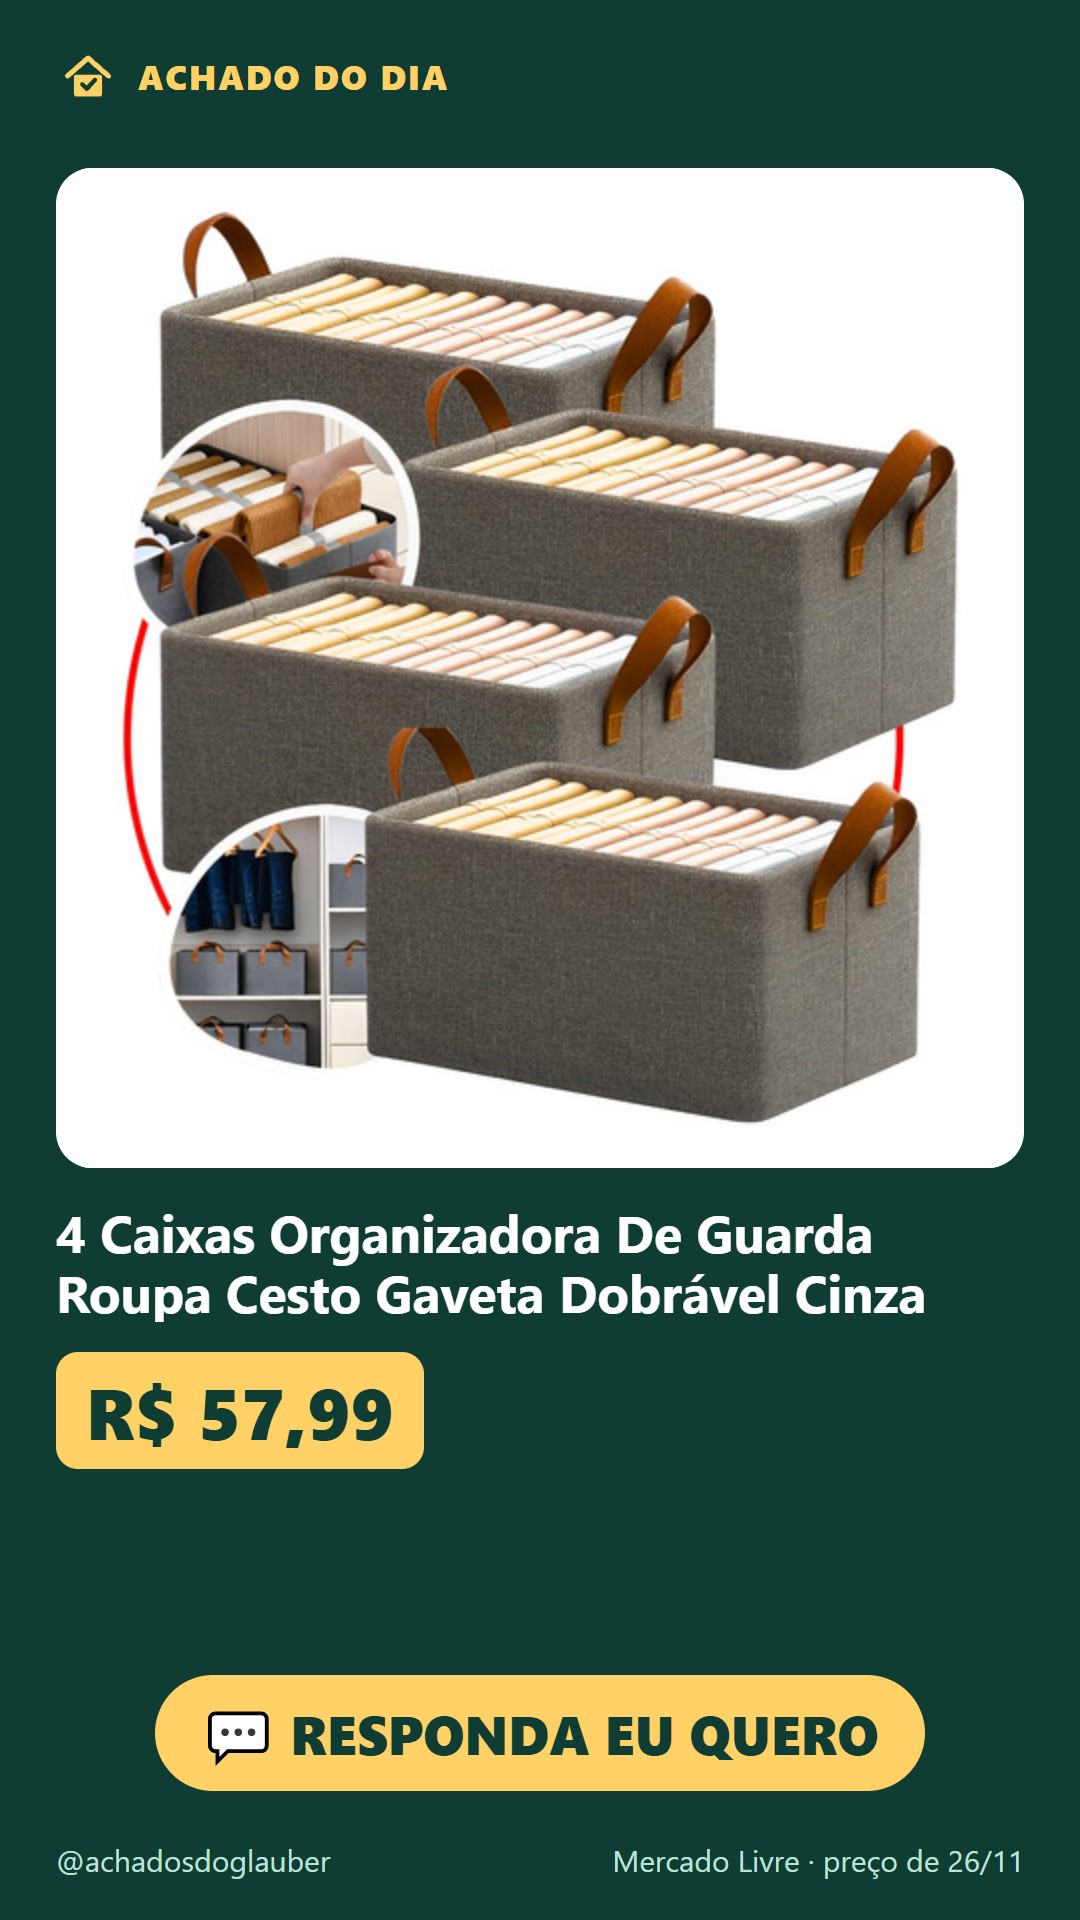 ACHADO DO DIA
4 Caixas Organizadora De Guarda
Roupa Cesto Gaveta Dobrável Cinza
R$ 57,99
💬 RESPONDA EU QUERO
@achadosdoglauber
Mercado Livre · preço de 26/11